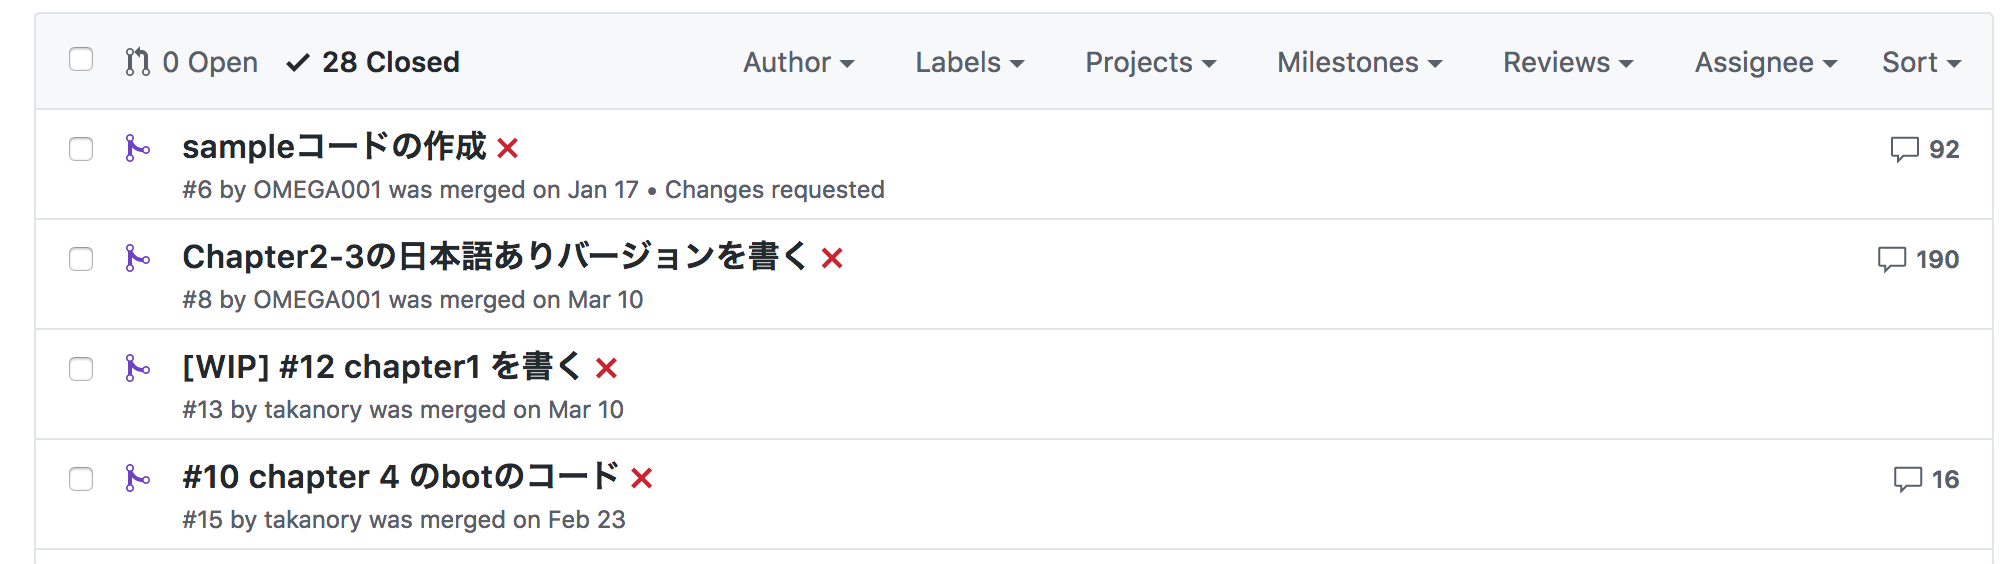 0 Open 28 Closed Author Labels Projects Milestones Reviews Assignee Sort
sampleコードの作成 92
#6 by OMEGA001 was merged on Jan 17 • Changes requested
Chapter2-3の日本語ありバージョンを書く 190
#8 by OMEGA001 was merged on Mar 10
[WIP] #12 chapter1 を書く
#13 by takanory was merged on Mar 10
#10 chapter 4 のbotのコード 16
#15 by takanory was merged on Feb 23